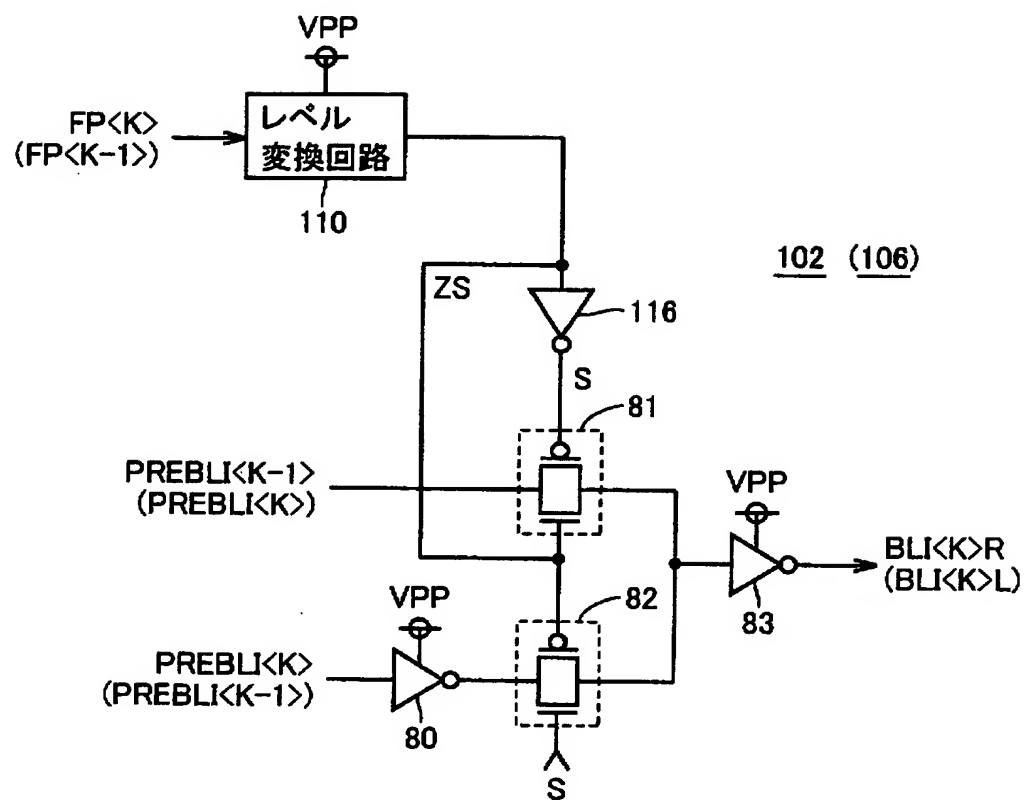 VPP
FP<K>
(FP<K-1>)
レベル
変換回路
110
102 (106)
ZS
116
S
81
PREBLI<K-1>
(PREBLI<K>)
VPP
BLI<K>R
(BLI<K>L)
83
VPP
82
PREBLI<K>
(PREBLI<K-1>)
80
S